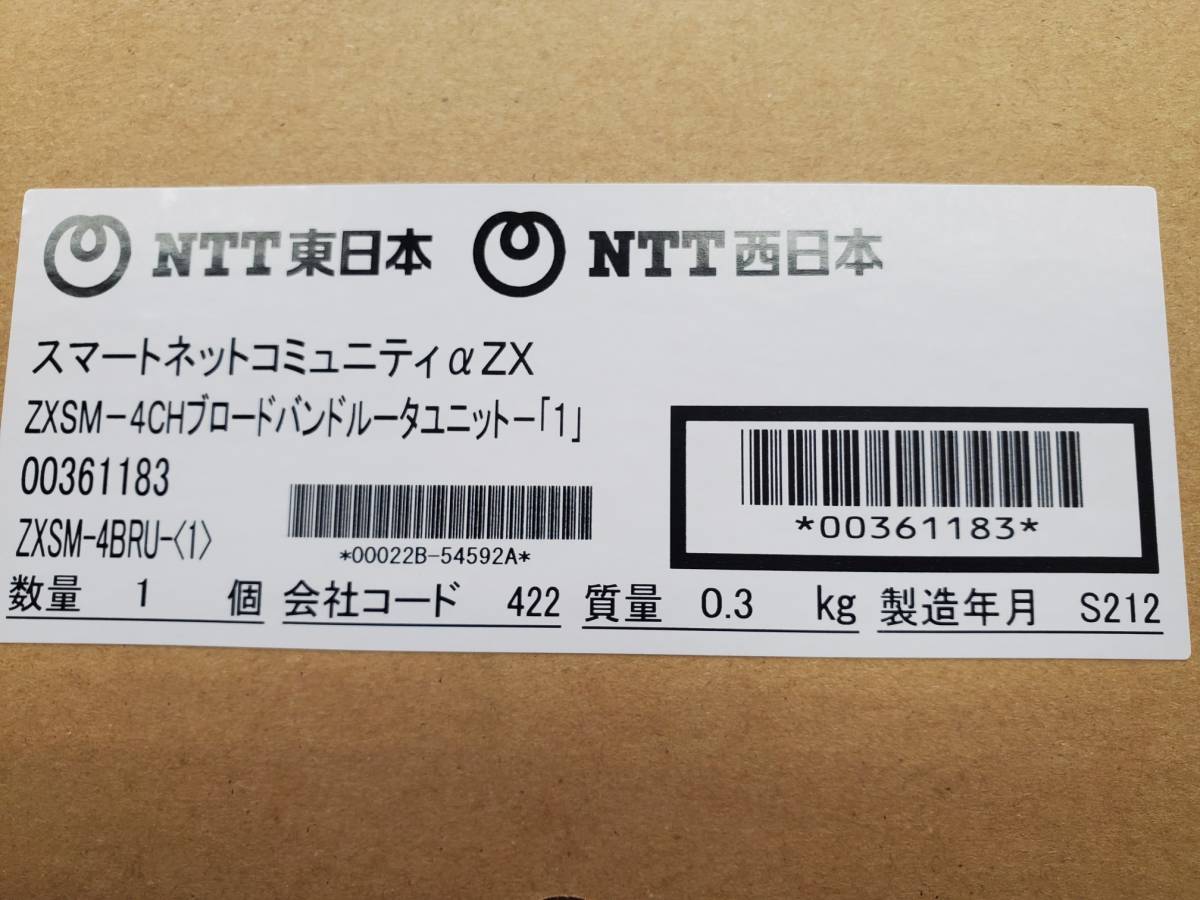 NTT東日本 NTT西日本
スマートネットコミュニティαZX
ZXSM-4CHブロードバンドルータユニット-「1」
00361183
ZXSM-4BRU-〈1〉
*00022B-54592A*
*00361183*
数量 1 個 会社コード 422 質量 0.3 kg 製造年月 S212